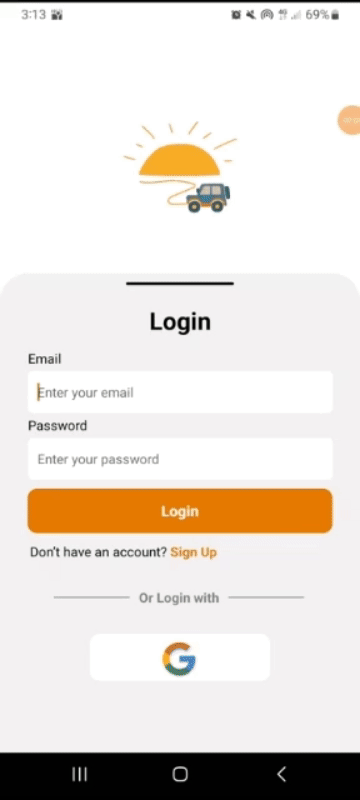 3:13
69%
Login
Email
Enter your email
Password
Enter your password
Login
Don't have an account? Sign Up
Or Login with
G